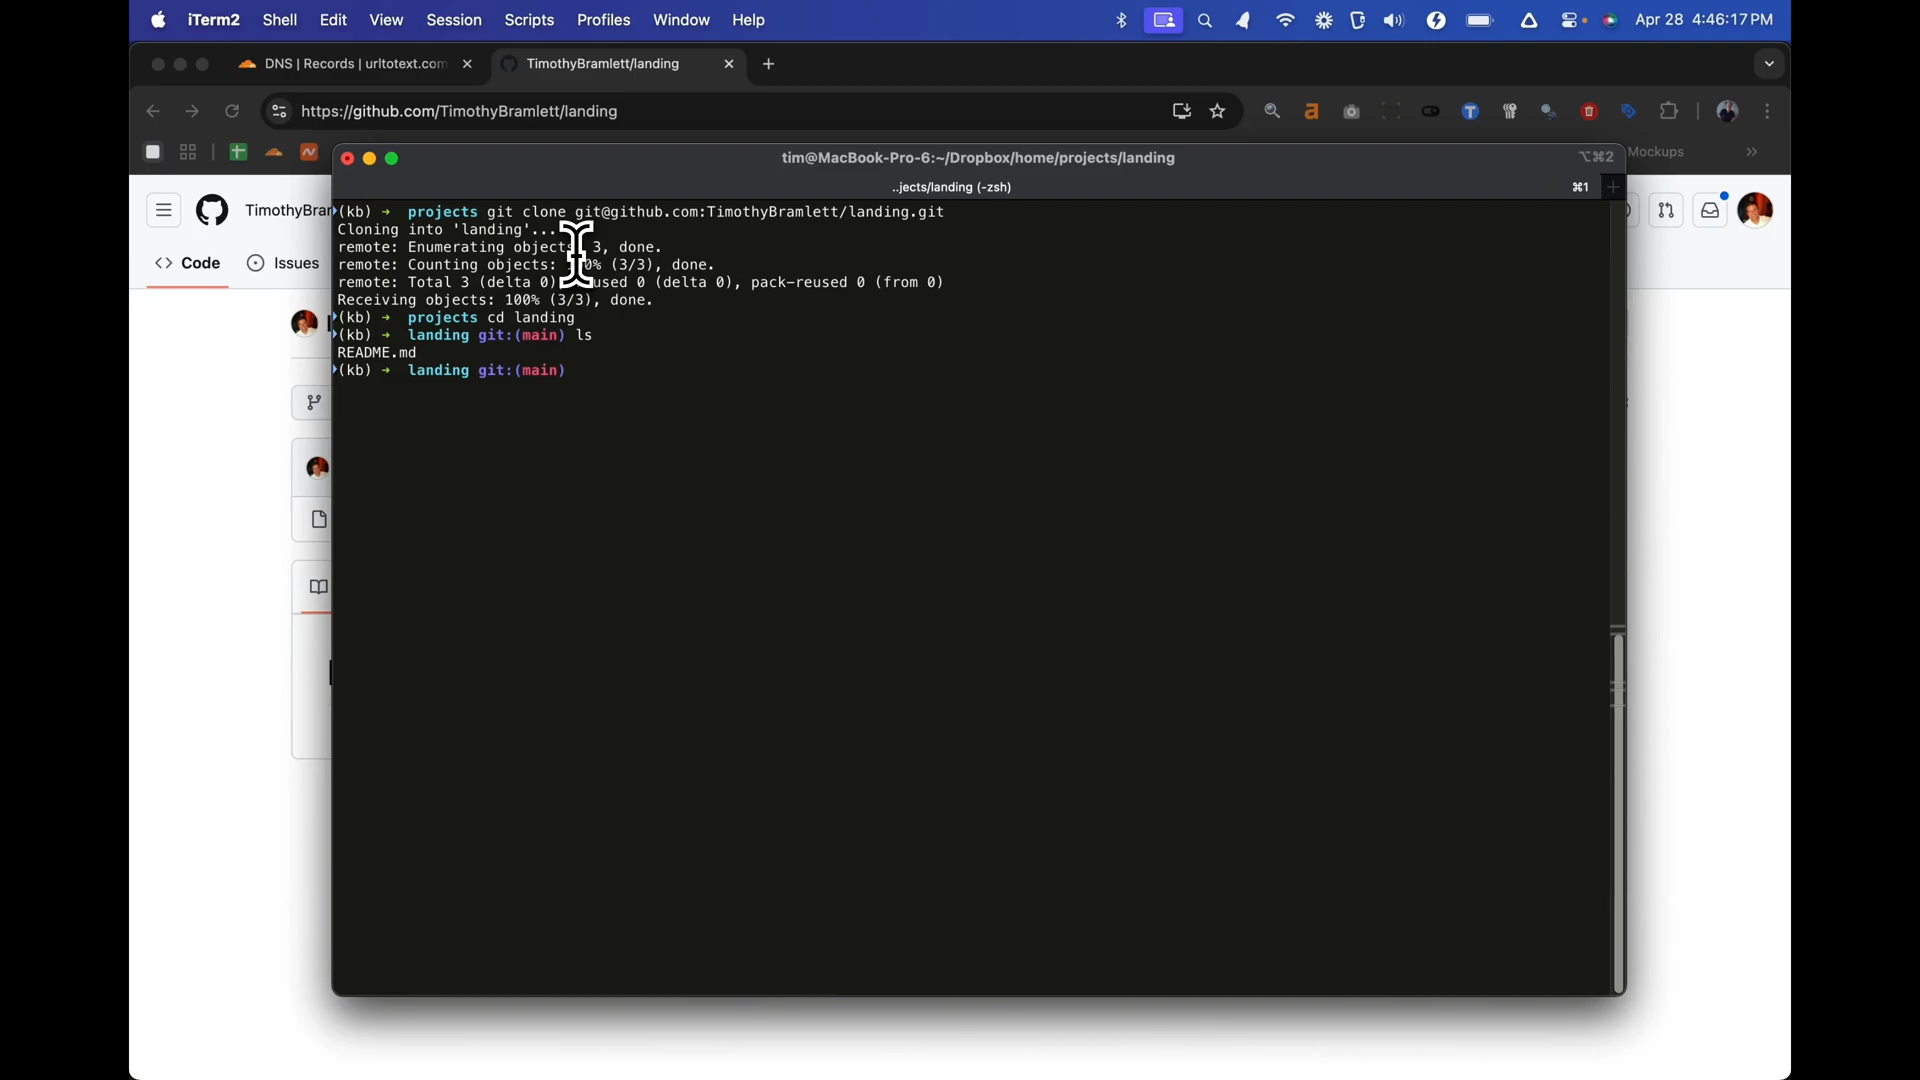 iTerm2 Shell Edit View Session Scripts Profiles Window Help Apr 28 4:46:17 PM
DNS | Records | urltotext.com TimothyBramlett/landing
https://github.com/TimothyBramlett/landing
Mockups
tim@MacBook-Pro-6:~/Dropbox/home/projects/landing ⌥⌘2
..jects/landing (-zsh) ⌘1
TimothyBra
Code Issues
(kb) → projects git clone git@github.com:TimothyBramlett/landing.git
Cloning into 'landing'...
remote: Enumerating objects 3, done.
remote: Counting objects: 0% (3/3), done.
remote: Total 3 (delta 0) used 0 (delta 0), pack-reused 0 (from 0)
Receiving objects: 100% (3/3), done.
(kb) → projects cd landing
(kb) → landing git:(main) ls
README.md
(kb) → landing git:(main)